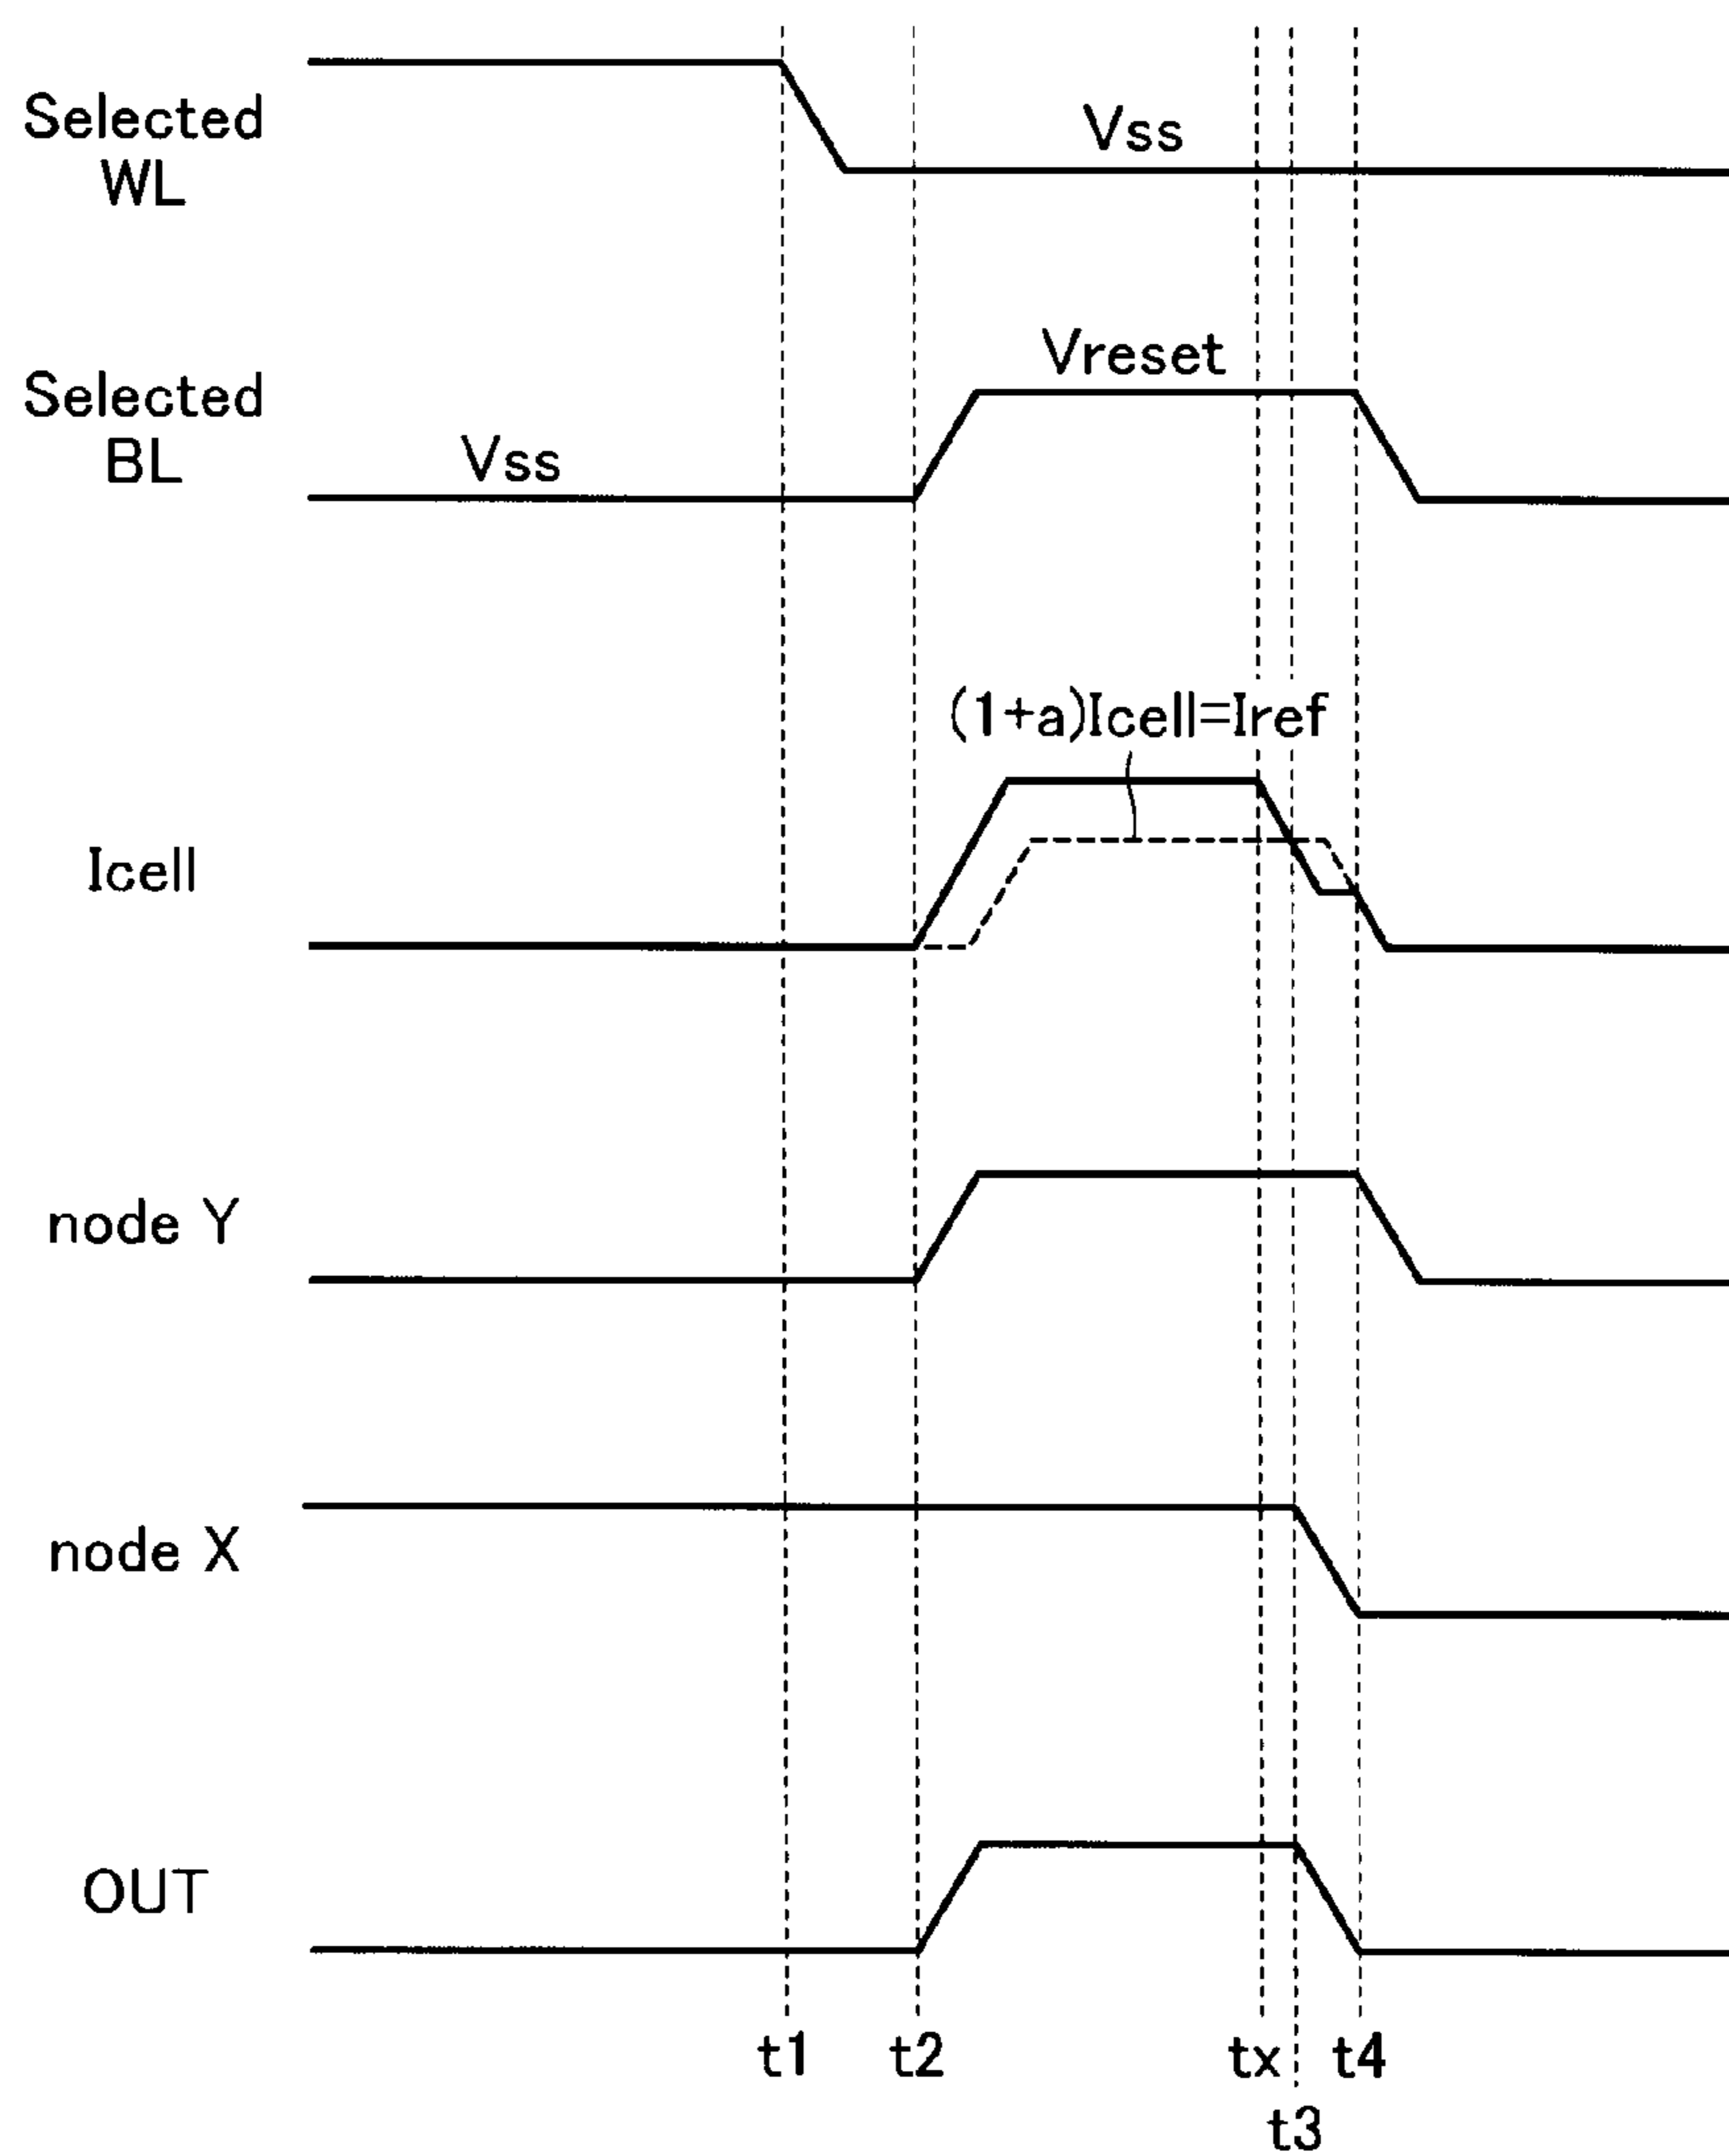 Selected
WL
Vss
Selected
BL
Vss
Vreset
(1+a)Icell=Iref
Icell
node Y
node X
OUT
t1
t2
tx
t3
t4